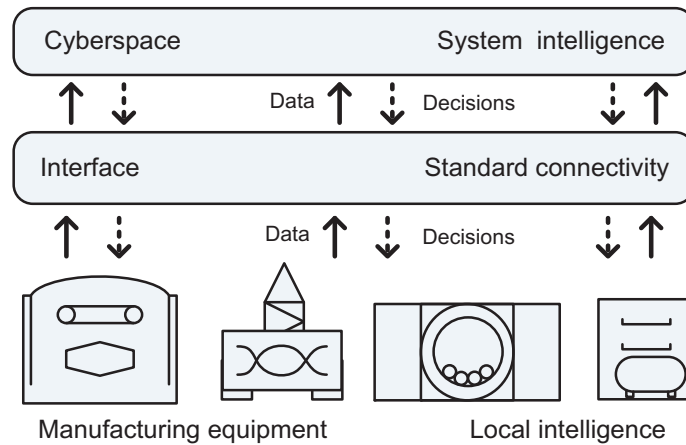 Cyberspace System intelligence
Data Decisions
Interface Standard connectivity
Data Decisions
Manufacturing equipment Local intelligence